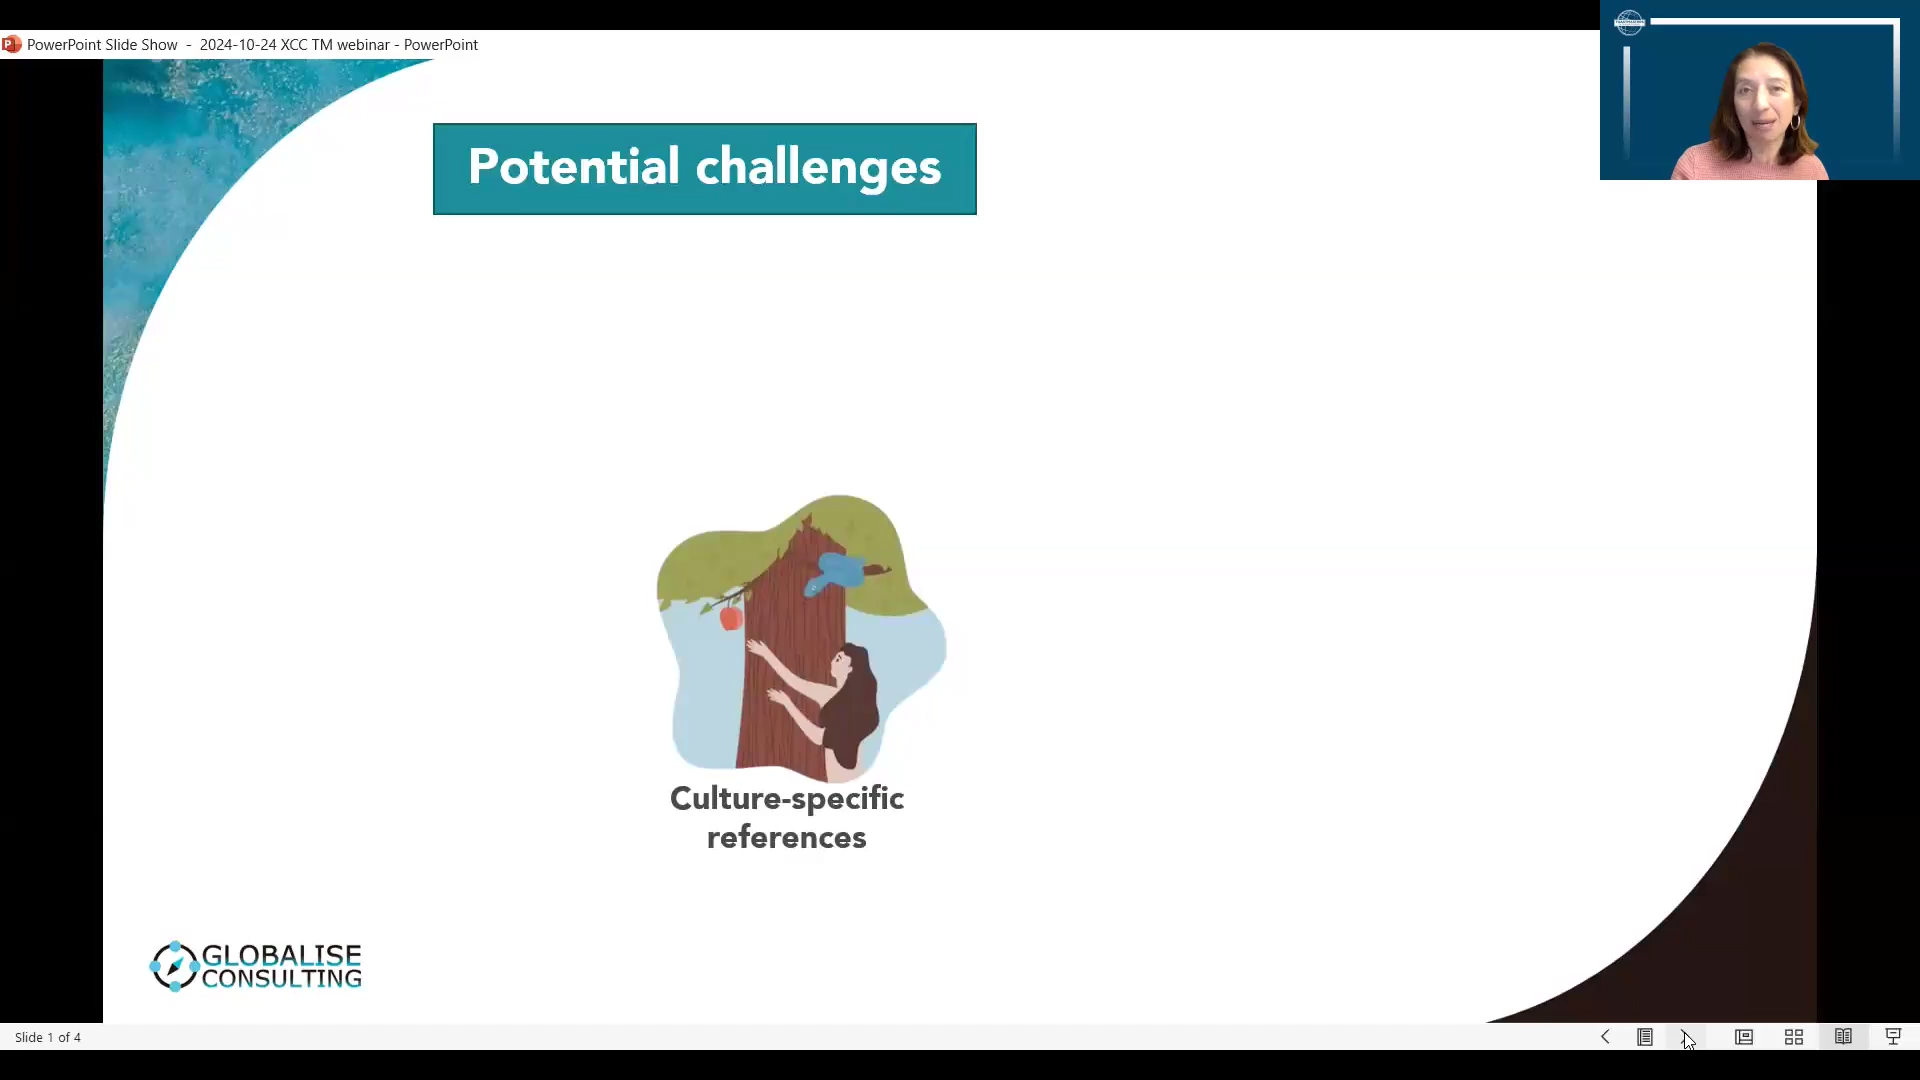 PowerPoint Slide Show - 2024-10-24 XCC TM webinar - PowerPoint
Potential challenges
Culture-specific
references
GLOBALISE
CONSULTING
Slide 1 of 4